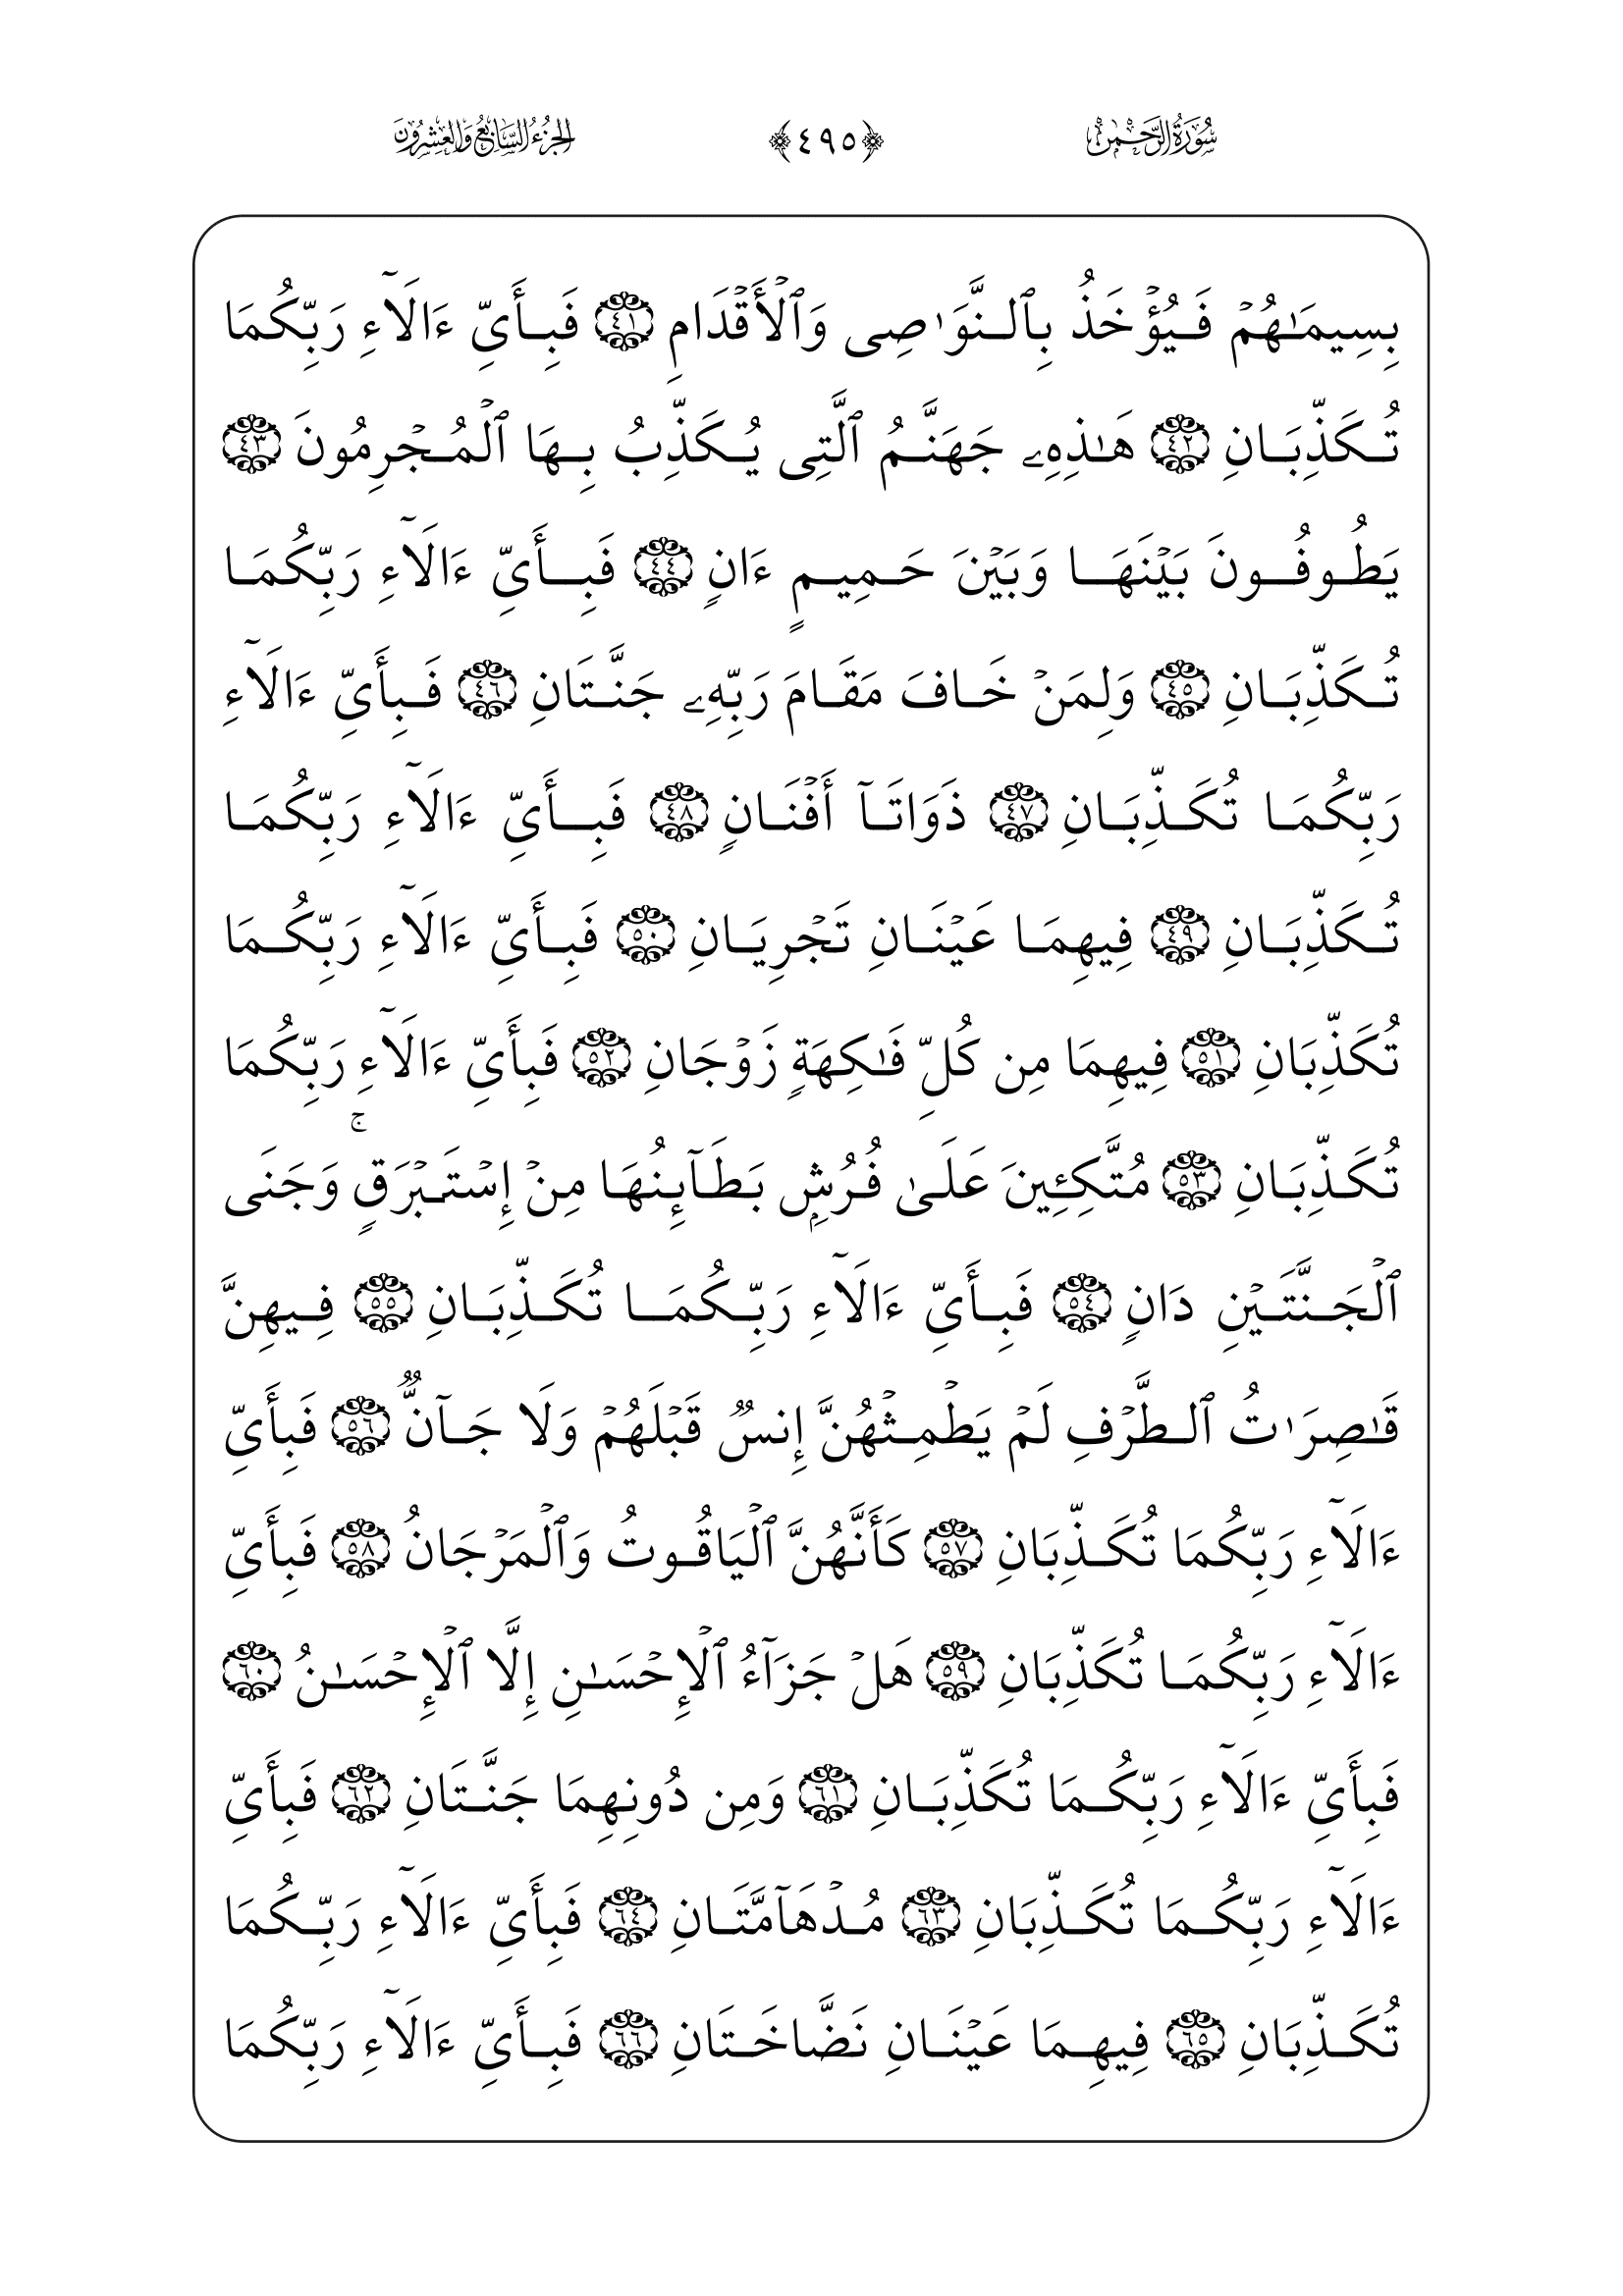 سُورَةُ الرَّحْمٰن ﴿٤٩٥﴾ الجُزْءُ السَّابِعُ وَالعِشْرُونَ
بِسِيمَـٰهُمۡ فَيُؤۡخَذُ بِٱلنَّوَٰصِى وَٱلۡأَقۡدَامِ ٤١ فَبِأَىِّ ءَالَآءِ رَبِّكُمَا
تُكَذِّبَانِ ٤٢ هَـٰذِهِۦ جَهَنَّمُ ٱلَّتِى يُكَذِّبُ بِهَا ٱلۡمُجۡرِمُونَ ٤٣
يَطُوفُونَ بَيۡنَهَا وَبَيۡنَ حَمِيمٍ ءَانٍ ٤٤ فَبِأَىِّ ءَالَآءِ رَبِّكُمَا
تُكَذِّبَانِ ٤٥ وَلِمَنۡ خَافَ مَقَامَ رَبِّهِۦ جَنَّتَانِ ٤٦ فَبِأَىِّ ءَالَآءِ
رَبِّكُمَا تُكَذِّبَانِ ٤٧ ذَوَاتَآ أَفۡنَانٍ ٤٨ فَبِأَىِّ ءَالَآءِ رَبِّكُمَا
تُكَذِّبَانِ ٤٩ فِيهِمَا عَيۡنَانِ تَجۡرِيَانِ ٥٠ فَبِأَىِّ ءَالَآءِ رَبِّكُمَا
تُكَذِّبَانِ ٥١ فِيهِمَا مِن كُلِّ فَـٰكِهَةٍ زَوۡجَانِ ٥٢ فَبِأَىِّ ءَالَآءِ رَبِّكُمَا
تُكَذِّبَانِ ٥٣ مُتَّكِـِٔينَ عَلَىٰ فُرُشِۭ بَطَآئِنُهَا مِنۡ إِسۡتَبۡرَقٍۚ وَجَنَى
ٱلۡجَنَّتَيۡنِ دَانٍ ٥٤ فَبِأَىِّ ءَالَآءِ رَبِّكُمَا تُكَذِّبَانِ ٥٥ فِيهِنَّ
قَـٰصِرَٰتُ ٱلطَّرۡفِ لَمۡ يَطۡمِثۡهُنَّ إِنسٌ قَبۡلَهُمۡ وَلَا جَآنٌّ ٥٦ فَبِأَىِّ
ءَالَآءِ رَبِّكُمَا تُكَذِّبَانِ ٥٧ كَأَنَّهُنَّ ٱلۡيَاقُوتُ وَٱلۡمَرۡجَانُ ٥٨ فَبِأَىِّ
ءَالَآءِ رَبِّكُمَا تُكَذِّبَانِ ٥٩ هَلۡ جَزَآءُ ٱلۡإِحۡسَـٰنِ إِلَّا ٱلۡإِحۡسَـٰنُ ٦٠
فَبِأَىِّ ءَالَآءِ رَبِّكُمَا تُكَذِّبَانِ ٦١ وَمِن دُونِهِمَا جَنَّتَانِ ٦٢ فَبِأَىِّ
ءَالَآءِ رَبِّكُمَا تُكَذِّبَانِ ٦٣ مُدۡهَآمَّتَانِ ٦٤ فَبِأَىِّ ءَالَآءِ رَبِّكُمَا
تُكَذِّبَانِ ٦٥ فِيهِمَا عَيۡنَانِ نَضَّاخَتَانِ ٦٦ فَبِأَىِّ ءَالَآءِ رَبِّكُمَا